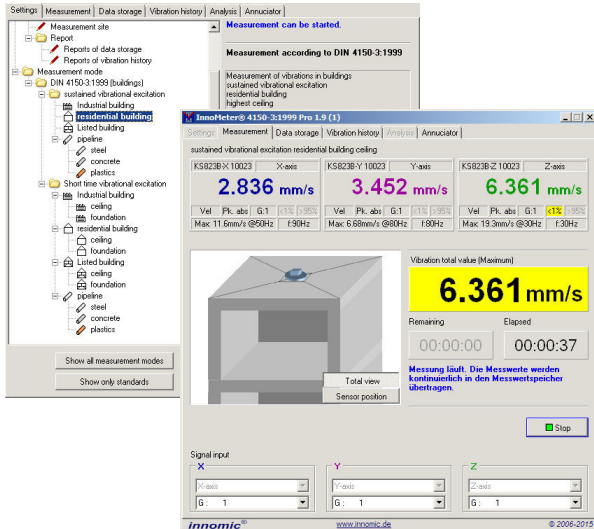 Settings Measurement Data storage Vibration history Analysis Annuciator
Measurement site
Report
Reports of data storage
Reports of vibration history
Measurement mode
DIN 4150-3:1999 (buildings)
sustained vibrational excitation
Industrial building
residential building
Listed building
pipeline
steel
concrete
plastics
Short time vibrational excitation
Industrial building
ceiling
foundation
residential building
ceiling
foundation
Listed building
ceiling
foundation
pipeline
steel
concrete
plastics
Show all measurement modes
Show only standards
Measurement can be started.
Measurement according to DIN 4150-3:1999
Measurement of vibrations in buildings
sustained vibrational excitation
residential building
highest ceiling
InnoMeter® 4150-3:1999 Pro 1.9 (1)
Settings Measurement Data storage Vibration history Analysis Annuciator
sustained vibrational excitation residential building ceiling
KS823B-X 10023 X-axis
2.836 mm/s
Vel Pk. abs G:1 <1% >95%
Max: 11.6mm/s @50Hz f:90Hz
KS823B-Y 10023 Y-axis
3.452 mm/s
Vel Pk. abs G:1 <1% >95%
Max: 6.68mm/s @80Hz f:80Hz
KS823B-Z 10023 Z-axis
6.361 mm/s
Vel Pk. abs G:1 <1% >95%
Max: 19.3mm/s @30Hz f:30Hz
Total view
Sensor position
Vibration total value (Maximum)
6.361 mm/s
Remaining Elapsed
00:00:00 00:00:37
Messung läuft. Die Messwerte werden
kontinuierlich in den Messwertspeicher
übertragen.
Stop
Signal input
X Y Z
X-axis Y-axis Z-axis
G: 1 G: 1 G: 1
innomic® www.innomic.de © 2006-2015